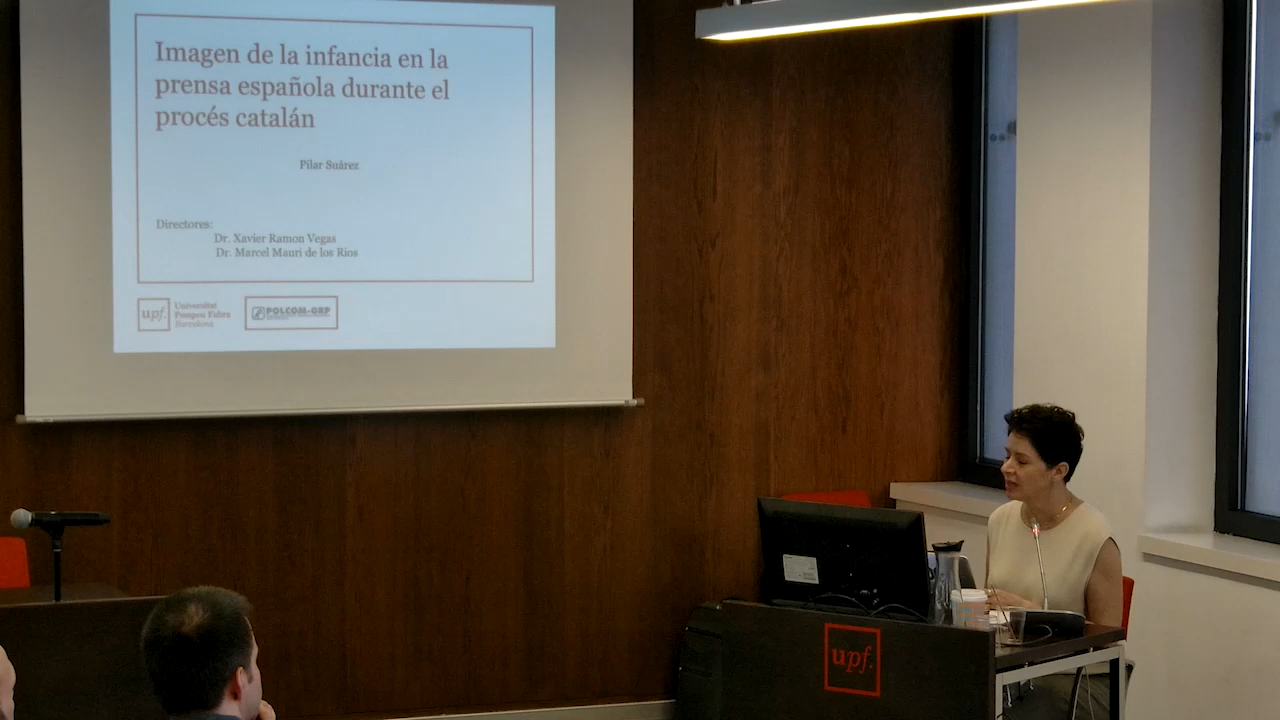 Imagen de la infancia en la
prensa española durante el
procés catalán
Pilar Suárez
Directores:
Dr. Xavier Ramon Vegas
Dr. Marcel Mauri de los Rios
upf.
Universitat
Pompeu Fabra
Barcelona
POLCOM-GRP
upf.